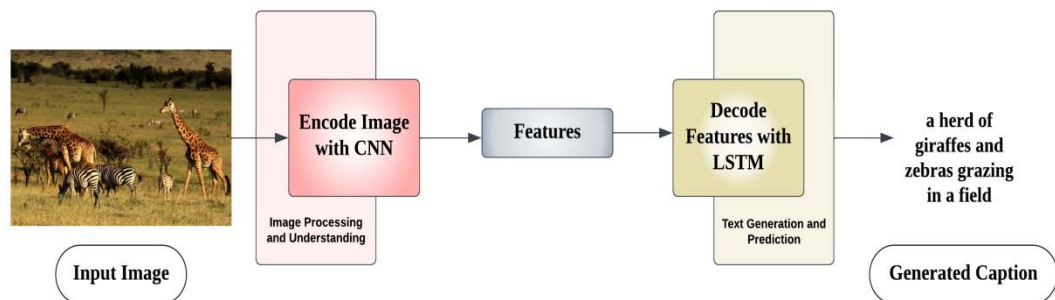 Encode Image
with CNN
Image Processing
and Understanding
Input Image
Features
Decode
Features with
LSTM
Text Generation and
Prediction
a herd of
giraffes and
zebras grazing
in a field
Generated Caption